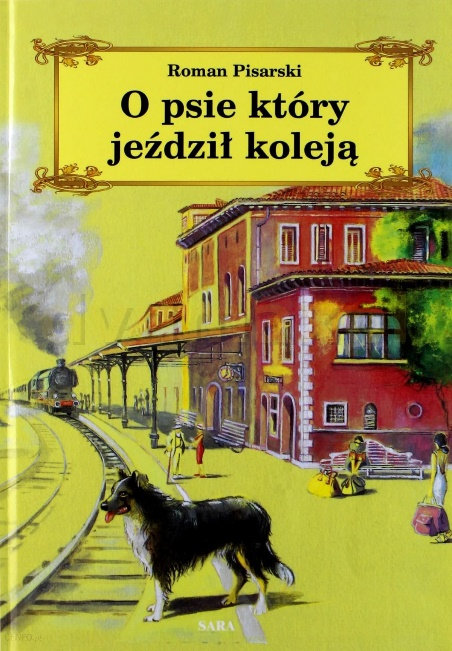 Roman Pisarski
O psie który
jeździł koleją
SARA